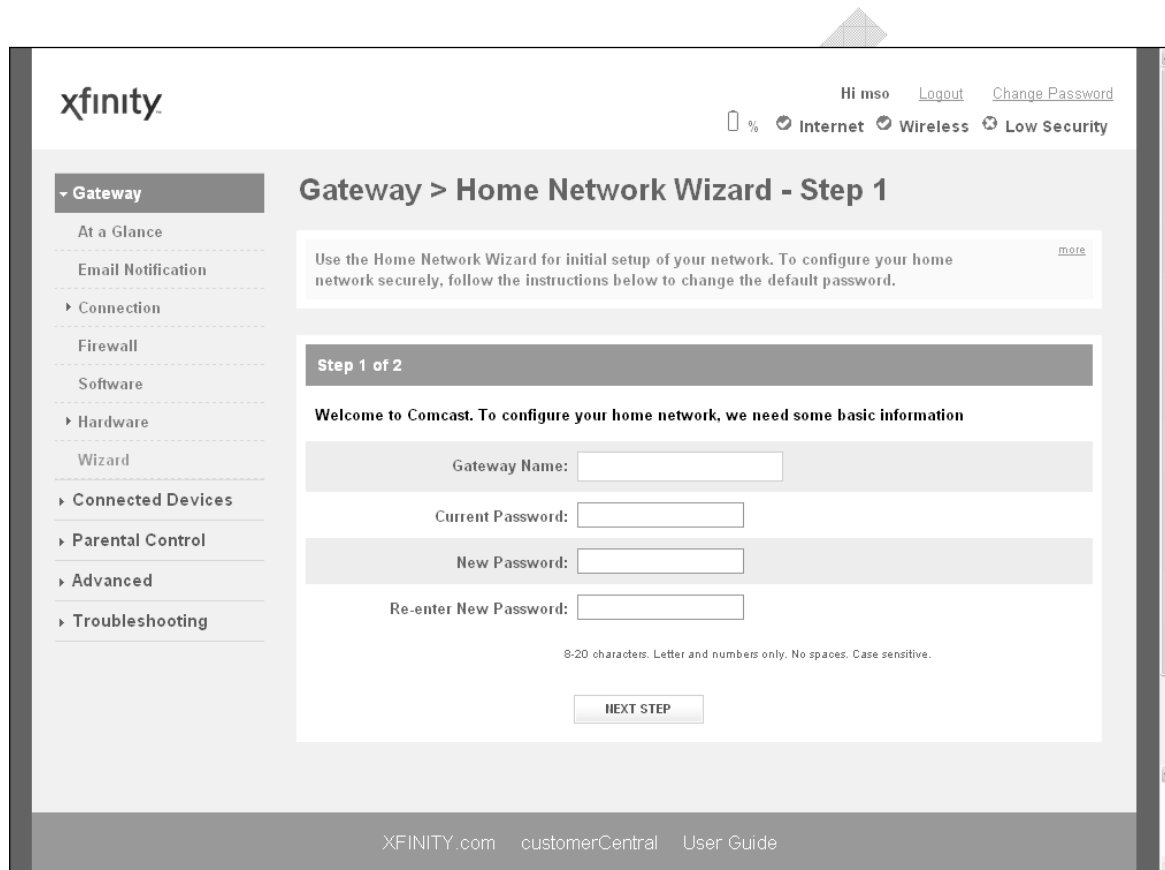 xfinity
Hi mso Logout Change Password
% Internet Wireless Low Security
Gateway
At a Glance
Email Notification
Connection
Firewall
Software
Hardware
Wizard
Connected Devices
Parental Control
Advanced
Troubleshooting
Gateway > Home Network Wizard - Step 1
Use the Home Network Wizard for initial setup of your network. To configure your home
network securely, follow the instructions below to change the default password.
more
Step 1 of 2
Welcome to Comcast. To configure your home network, we need some basic information
Gateway Name:
Current Password:
New Password:
Re-enter New Password:
8-20 characters. Letter and numbers only. No spaces. Case sensitive.
NEXT STEP
XFINITY.com customerCentral User Guide